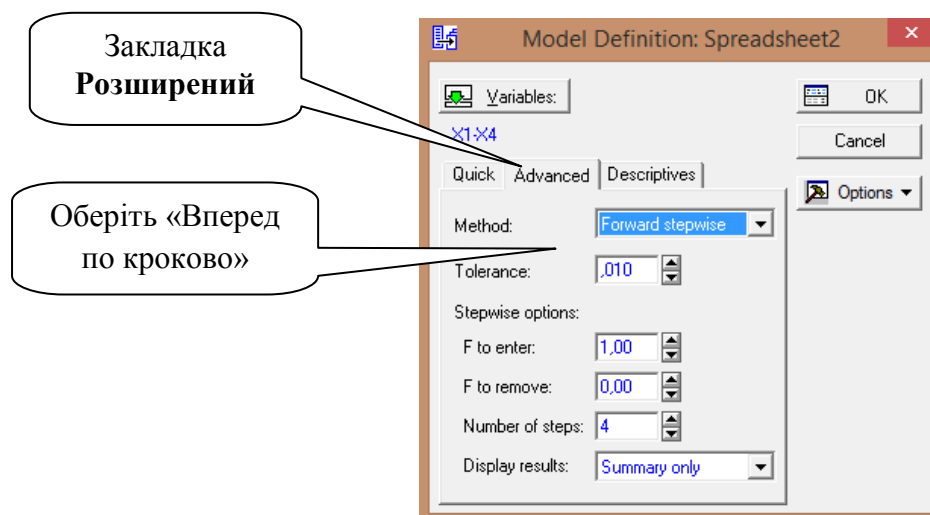 Закладка
Розширений
Оберіть «Вперед
по кроково»
Model Definition: Spreadsheet2
Variables:
OK
X1-X4
Cancel
Quick Advanced Descriptives
Options
Method: Forward stepwise
Tolerance: ,010
Stepwise options:
F to enter: 1,00
F to remove: 0,00
Number of steps: 4
Display results: Summary only